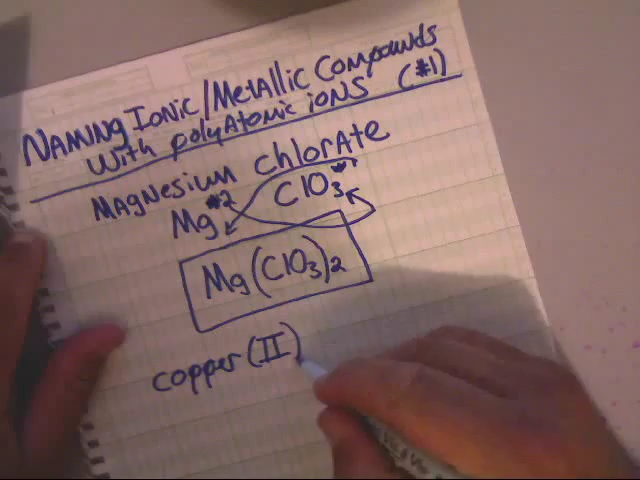 Naming Ionic/Metallic Compounds
with polyatomic ions (#1)
Magnesium chlorate
Mg+2 ClO3-1
Mg(ClO3)2
copper (II)